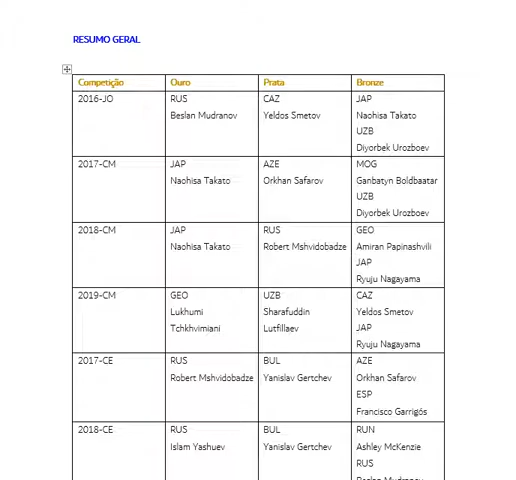 RESUMO GERAL
Competição Ouro Prata Bronze
2016-JO RUS CAZ JAP
Beslan Mudranov Yeldos Smetov Naohisa Takato
UZB
Diyorbek Urozboev
2017-CM JAP AZE MOG
Naohisa Takato Orkhan Safarov Ganbatyn Boldbaatar
UZB
Diyorbek Urozboev
2018-CM JAP RUS GEO
Naohisa Takato Robert Mshvidobadze Amiran Papinashvili
JAP
Ryuju Nagayama
2019-CM GEO UZB CAZ
Lukhumi Sharafuddin Yeldos Smetov
Tchkhvimiani Lutfillaev JAP
Ryuju Nagayama
2017-CE RUS BUL AZE
Robert Mshvidobadze Yanislav Gertchev Orkhan Safarov
ESP
Francisco Garrigós
2018-CE RUS BUL RUN
Islam Yashuev Yanislav Gertchev Ashley McKenzie
RUS